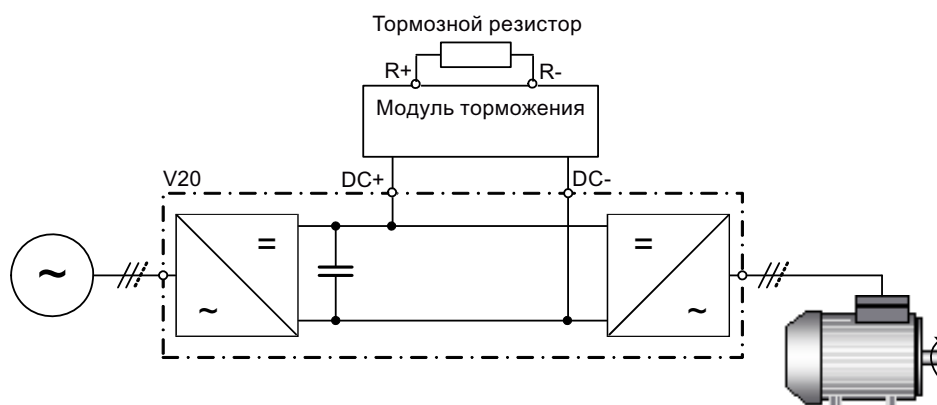 Тормозной резистор
R+ R-
Модуль торможения
V20 DC+ DC-
= =
~
~ ~